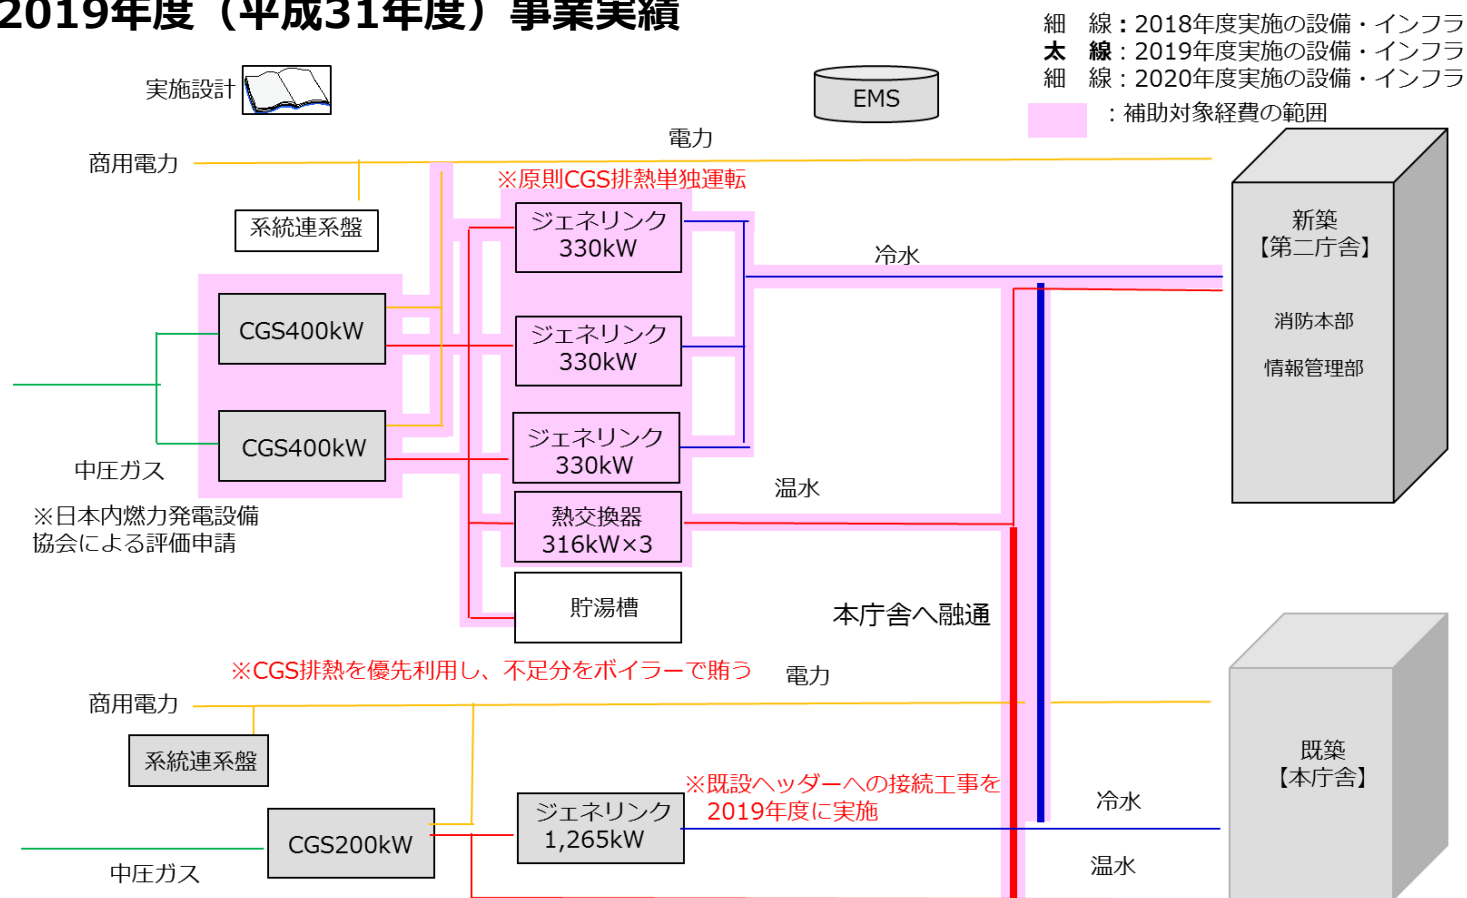 2019年度（平成31年度）事業実績
細　線：2018年度実施の設備・インフラ
太　線：2019年度実施の設備・インフラ
細　線：2020年度実施の設備・インフラ
：補助対象経費の範囲
実施設計
EMS
電力
商用電力
※原則CGS排熱単独運転
系統連系盤
ジェネリンク
330kW
冷水
新築
【第二庁舎】
消防本部
情報管理部
CGS400kW
ジェネリンク
330kW
CGS400kW
ジェネリンク
330kW
中圧ガス
温水
※日本内燃力発電設備
協会による評価申請
熱交換器
316kW×3
貯湯槽
本庁舎へ融通
※CGS排熱を優先利用し、不足分をボイラーで賄う
電力
商用電力
系統連系盤
既築
【本庁舎】
※既設ヘッダーへの接続工事を
2019年度に実施
冷水
ジェネリンク
1,265kW
CGS200kW
中圧ガス
温水